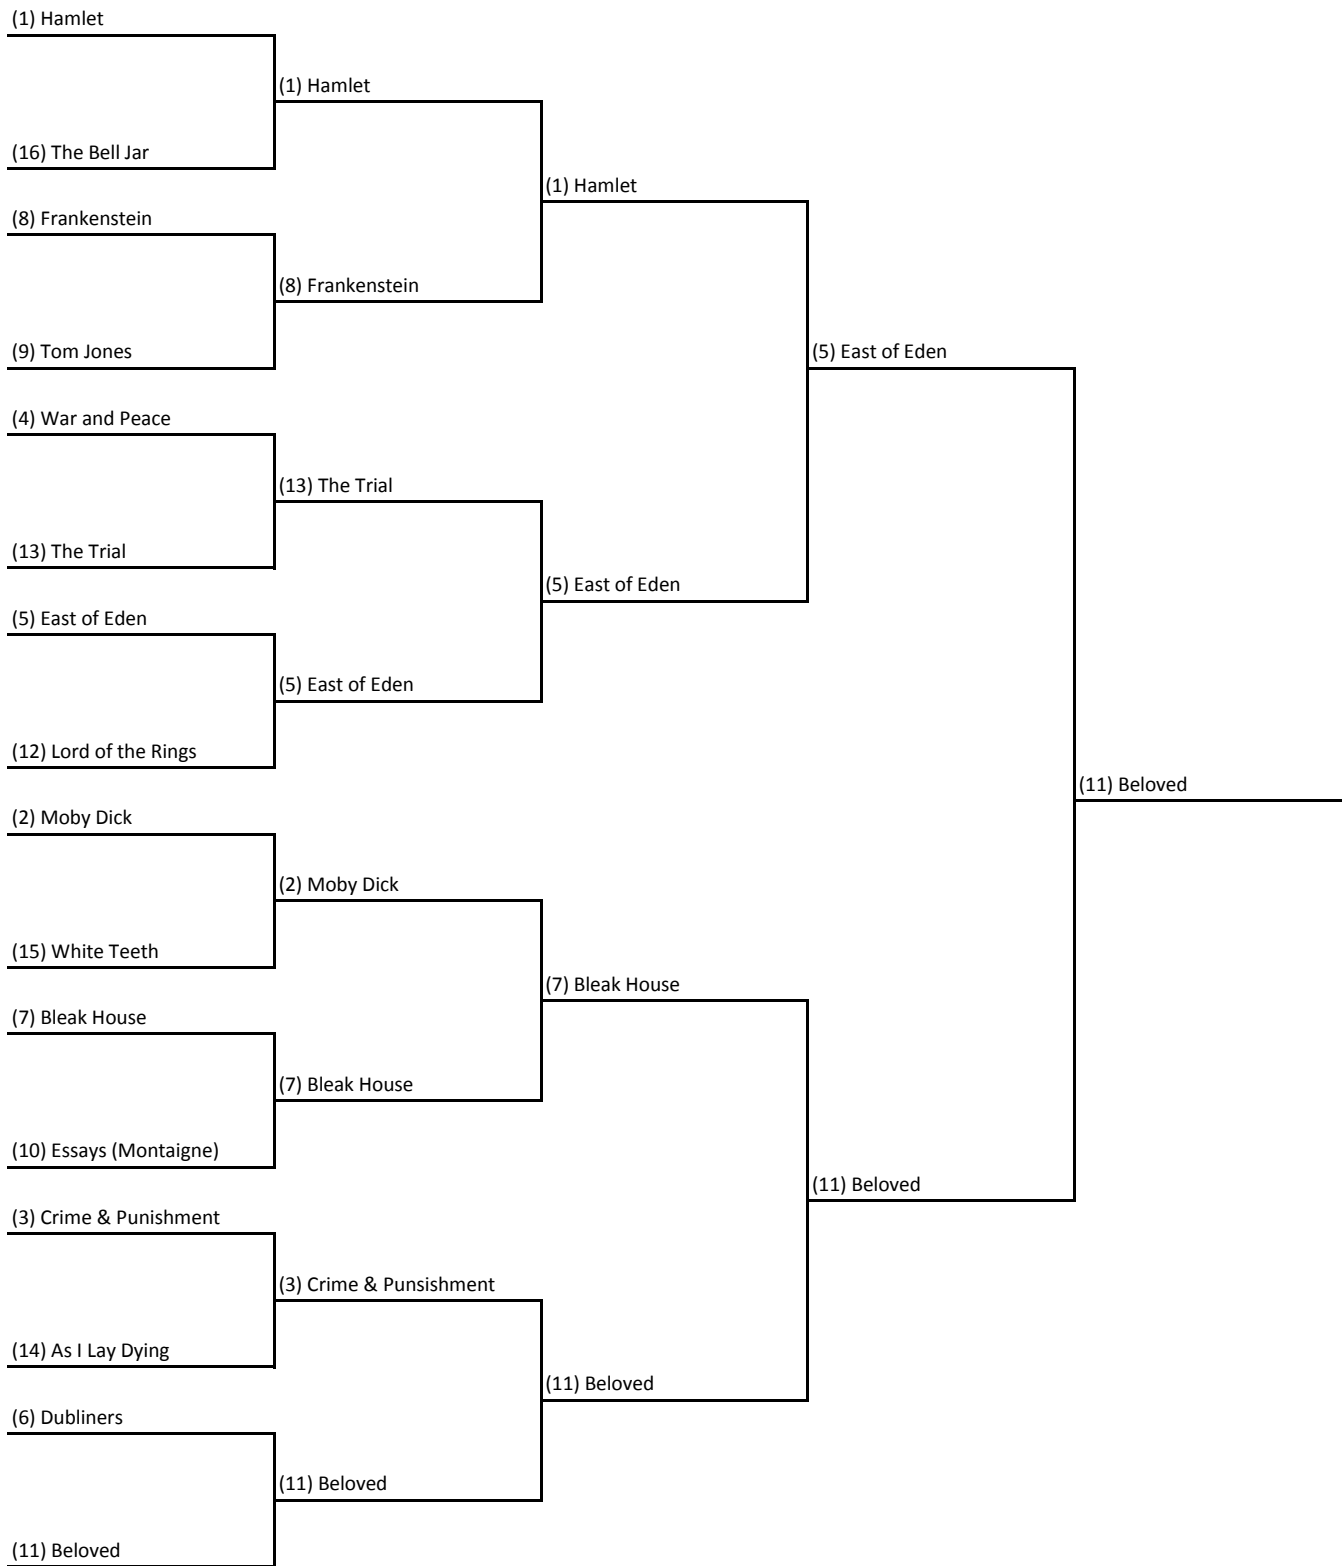 (1) Hamlet
(1) Hamlet
(16) The Bell Jar
(1) Hamlet
(8) Frankenstein
(8) Frankenstein
(9) Tom Jones
(5) East of Eden
(4) War and Peace
(13) The Trial
(13) The Trial
(5) East of Eden
(5) East of Eden
(5) East of Eden
(12) Lord of the Rings
(11) Beloved
(2) Moby Dick
(2) Moby Dick
(15) White Teeth
(7) Bleak House
(7) Bleak House
(7) Bleak House
(10) Essays (Montaigne)
(11) Beloved
(3) Crime & Punishment
(3) Crime & Punsishment
(14) As I Lay Dying
(11) Beloved
(6) Dubliners
(11) Beloved
(11) Beloved